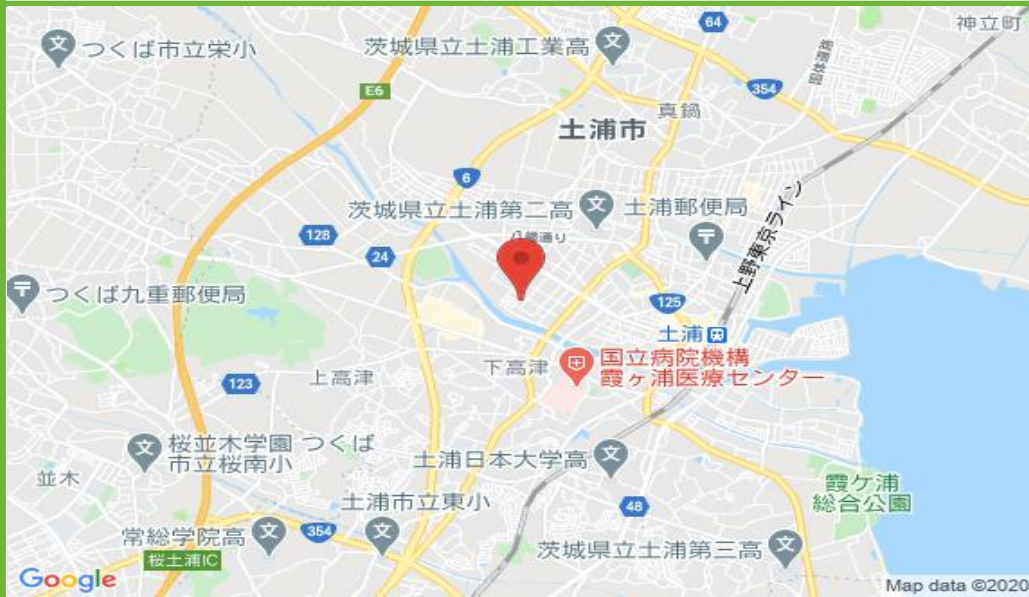 つくば市立栄小
茨城県立土浦工業高
64
神立町
E6
354
真鍋
土浦市
6
上野東京ライン
茨城県立土浦第二高
土浦郵便局
128
八幡通り
24
つくば九重郵便局
125
土浦
国立病院機構
霞ヶ浦医療センター
下高津
上高津
123
桜並木学園 つくば
市立桜南小
土浦日本大学高
並木
霞ケ浦
総合公園
土浦市立東小
48
常総学院高
354
茨城県立土浦第三高
桜土浦IC
Google
Map data ©2020